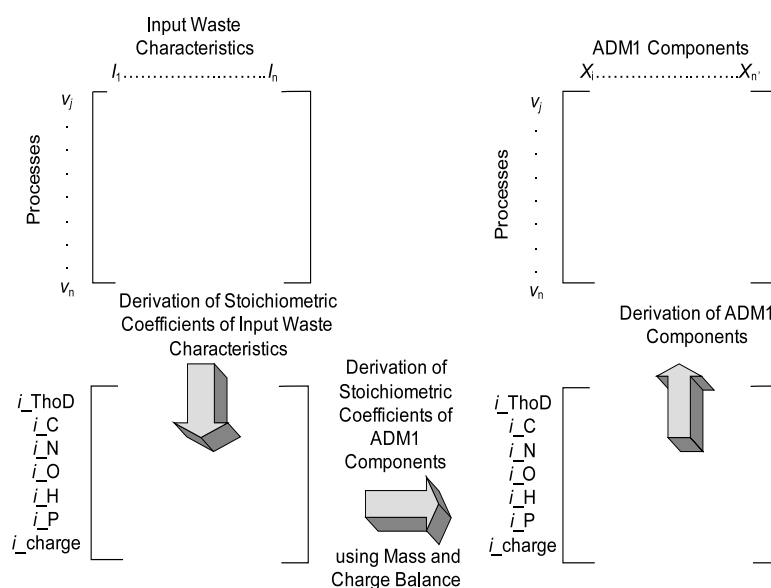 Input Waste
Characteristics
I1........................In
vj
Processes
vn
Derivation of Stoichiometric
Coefficients of Input Waste
Characteristics
i_ThoD
i_C
i_N
i_O
i_H
i_P
i_charge
Derivation of
Stoichiometric
Coefficients of
ADM1
Components
using Mass and
Charge Balance
ADM1 Components
Xi........................Xn'
vj
Processes
vn
Derivation of ADM1
Components
i_ThoD
i_C
i_N
i_O
i_H
i_P
i_charge